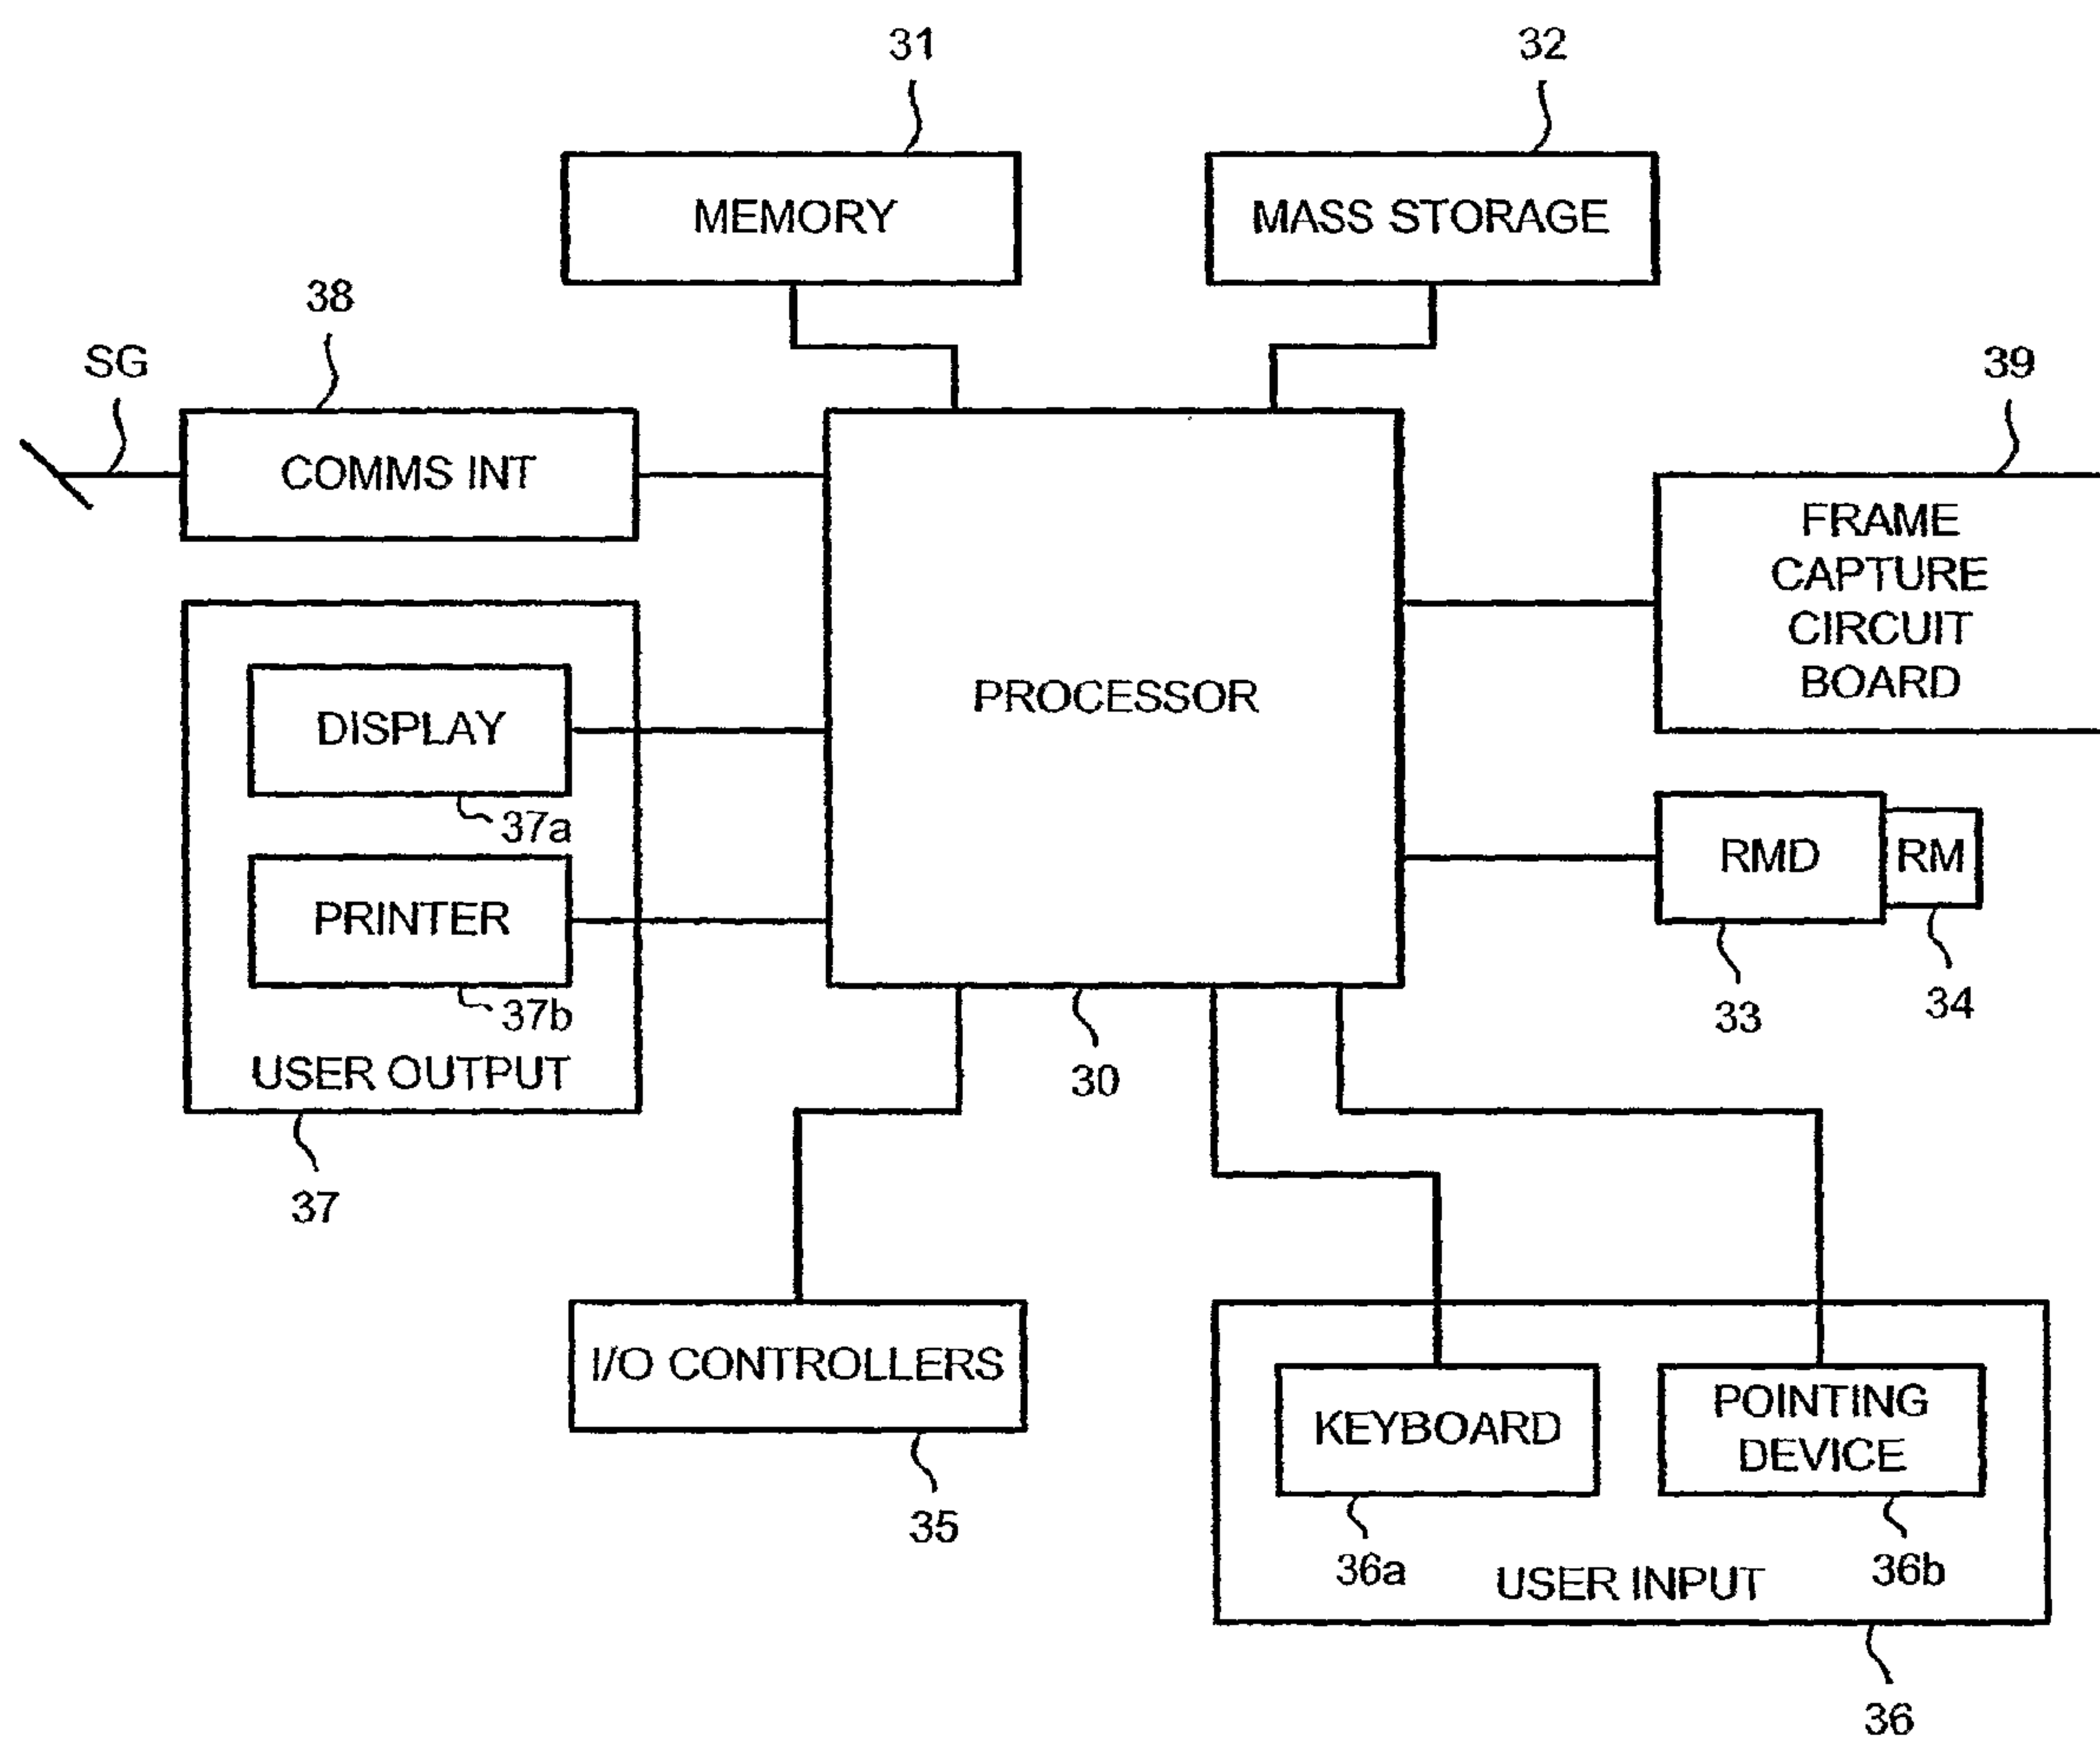 31
32
MEMORY
MASS STORAGE
38
SG
39
COMMS INT
FRAME
CAPTURE
CIRCUIT
BOARD
PROCESSOR
DISPLAY
37a
RMD
RM
PRINTER
37b
33
34
USER OUTPUT
30
37
I/O CONTROLLERS
35
KEYBOARD
POINTING
DEVICE
36a
36b
USER INPUT
36